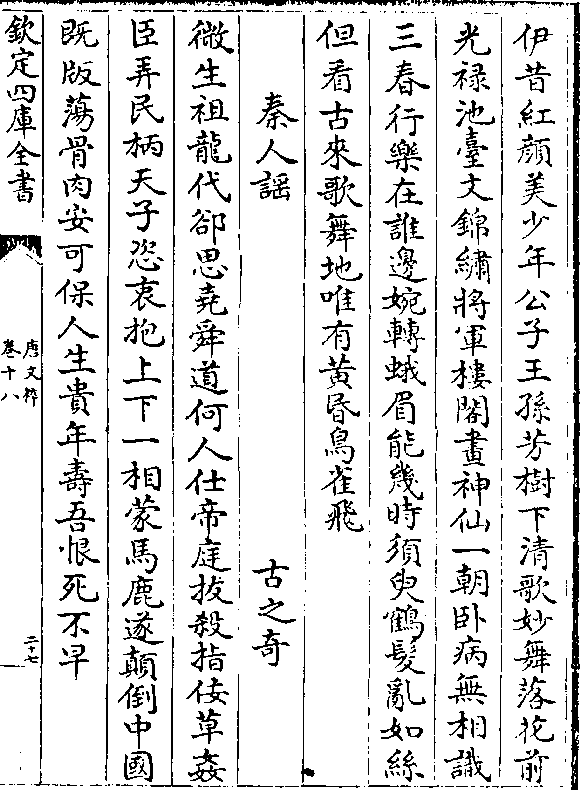 伊昔紅顔美少年公子王孫芳樹下清歌妙舞落花前
光禄池臺文錦繡將軍樓閣畫神仙一朝卧病無相識
三春行樂在誰邊婉轉蛾眉能幾時須臾鶴髮亂如絲
但看古來歌舞地唯有黄昏鳥雀飛
秦人謡 古之奇
微生祖龍代卻思堯舜道何人仕帝庭拔殺指佞草姦
臣弄民柄天子恣衷抱上下一相蒙馬鹿遂顛倒中國
既版蕩骨肉安可保人生貴年壽吾恨死不早
欽定四庫全書
唐文粹
卷十八
二十七